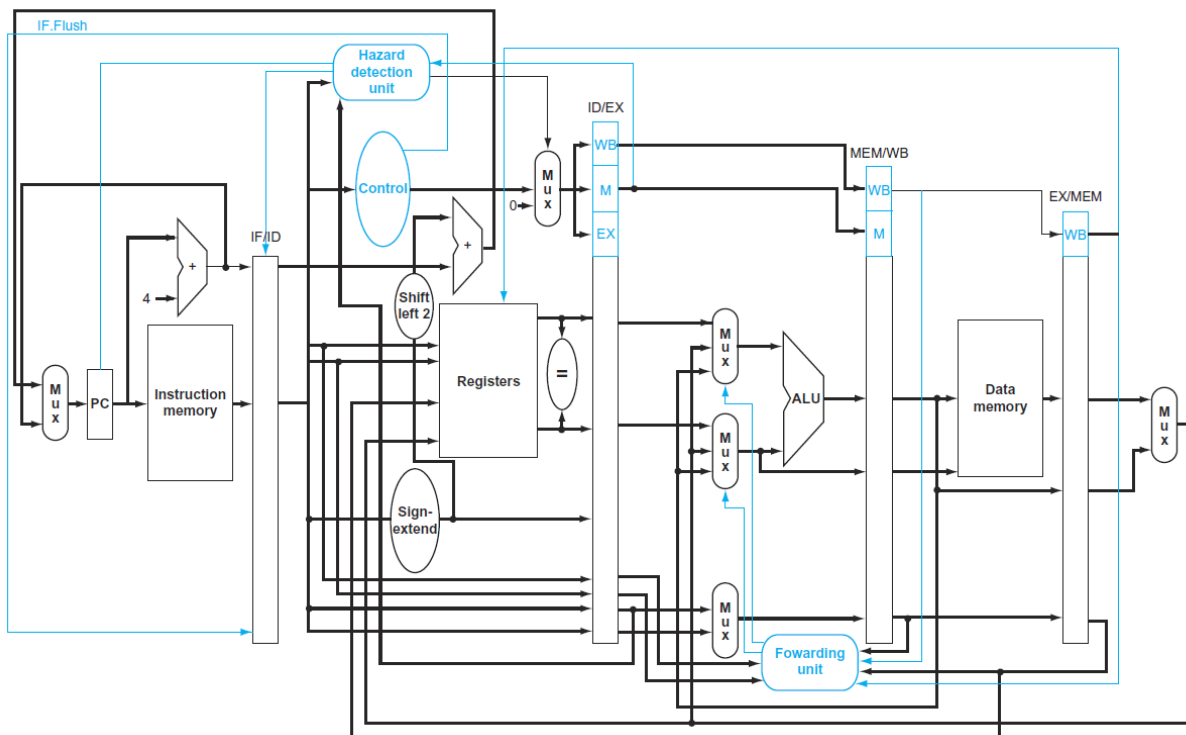 IF.Flush
Hazard
detection
unit
ID/EX
WB
MEM/WB
Control
M
u
x
M
WB
EX/MEM
0
EX
M
WB
IF/ID
+
+
4
Shift
left 2
M
u
x
PC
Instruction
memory
Registers
=
M
u
x
ALU
Data
memory
M
u
x
M
u
x
Sign-
extend
M
u
x
Fowarding
unit